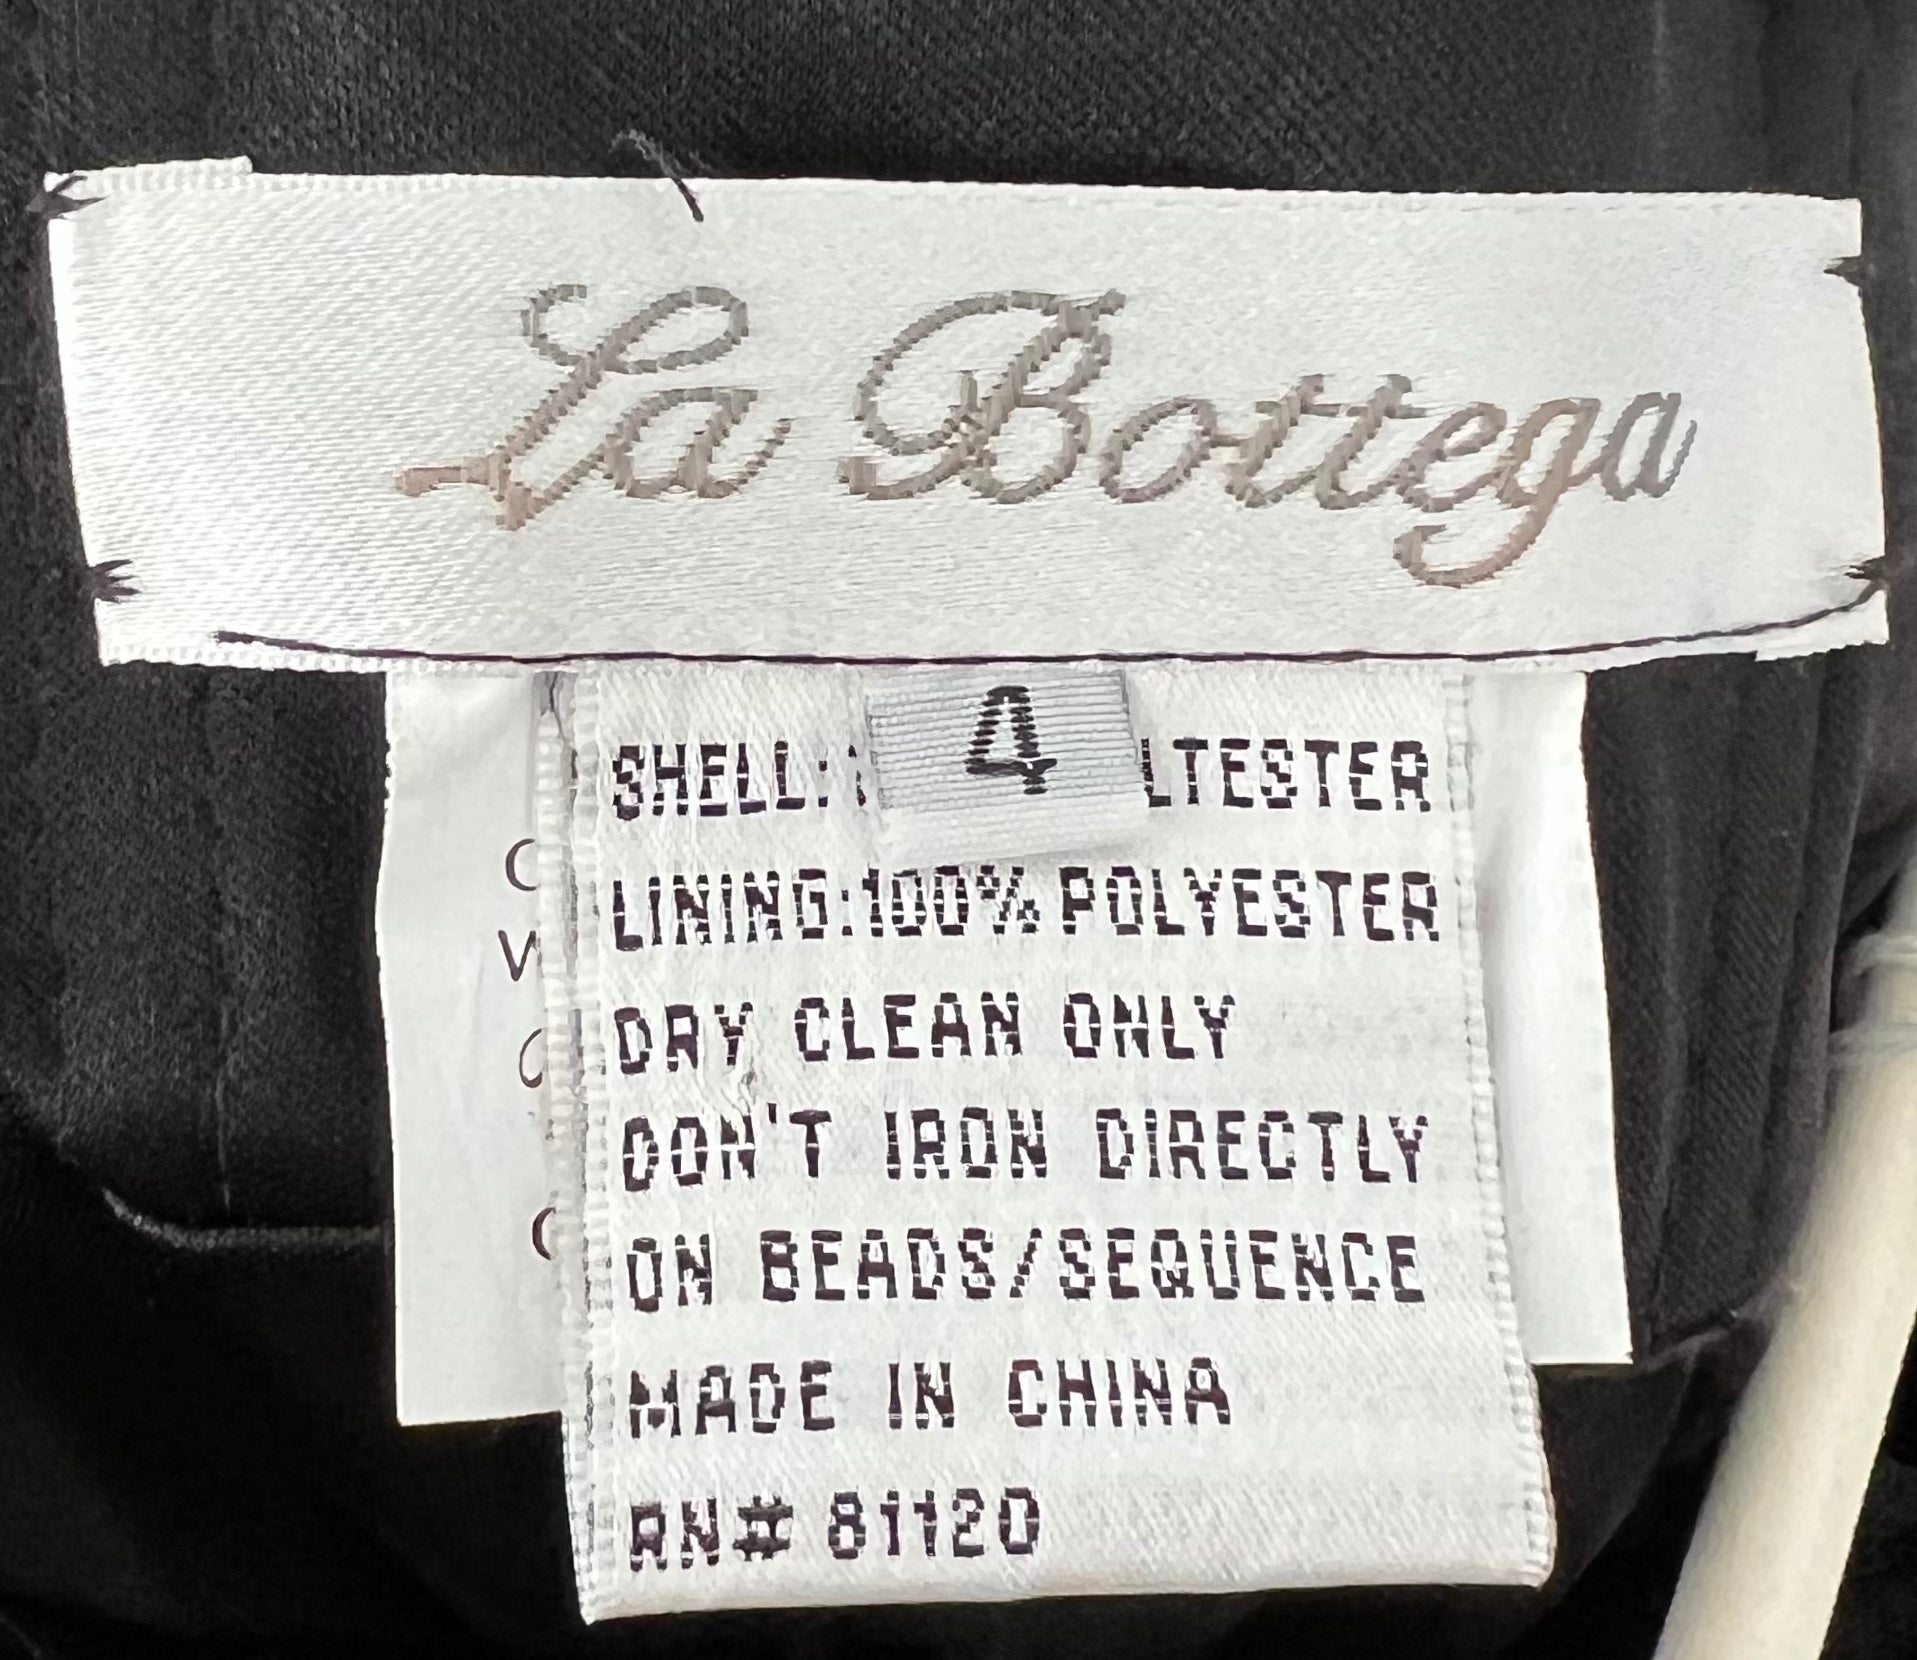 La Bottega
4
SHELL: LTESTER
LINING:100% POLYESTER
DRY CLEAN ONLY
DON'T IRON DIRECTLY
ON BEADS/SEQUENCE
MADE IN CHINA
RN# 81120